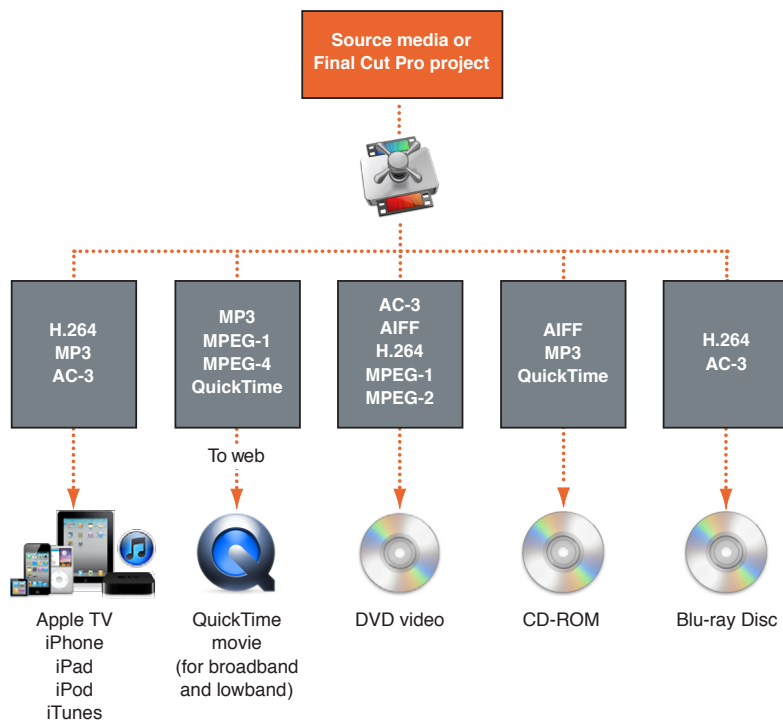 Source media or
Final Cut Pro project
H.264
MP3
AC-3
MP3
MPEG-1
MPEG-4
QuickTime
AC-3
AIFF
H.264
MPEG-1
MPEG-2
AIFF
MP3
QuickTime
H.264
AC-3
To web
Apple TV
iPhone
iPad
iPod
iTunes
QuickTime
movie
(for broadband
and lowband)
DVD video
CD-ROM
Blu-ray Disc